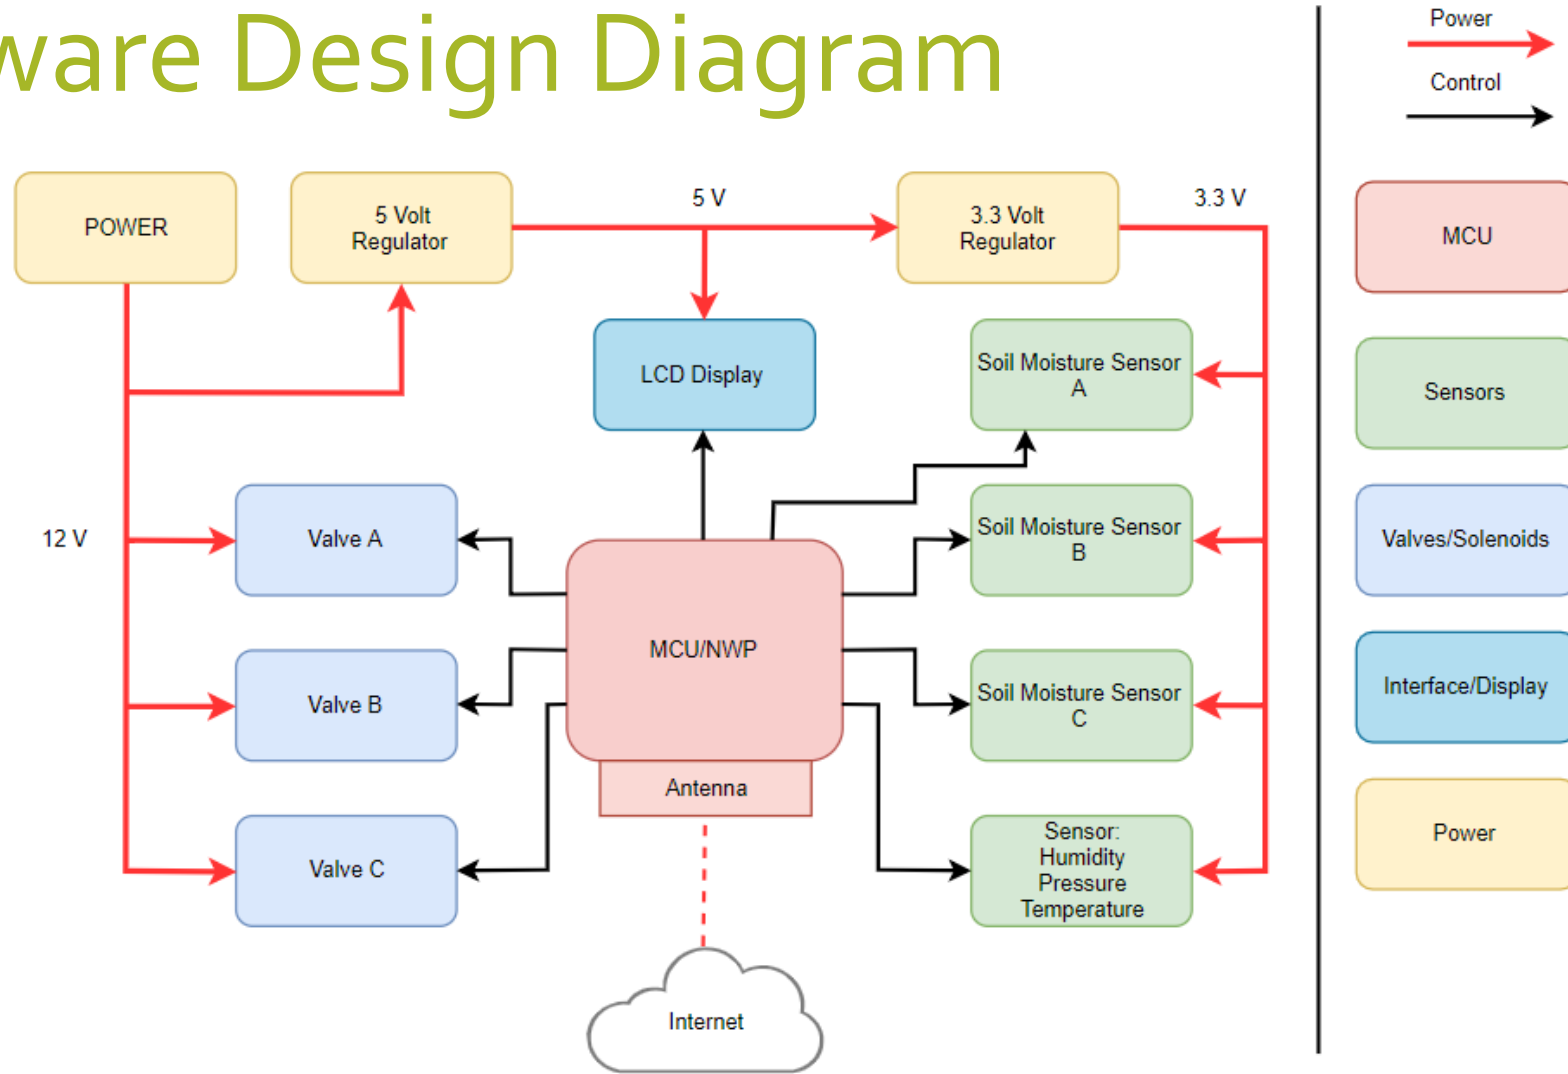 ware Design Diagram
Power
Control
POWER
5 Volt
Regulator
5 V
3.3 Volt
Regulator
3.3 V
MCU
LCD Display
Soil Moisture Sensor
A
Sensors
12 V
Valve A
Soil Moisture Sensor
B
Valves/Solenoids
MCU/NWP
Valve B
Soil Moisture Sensor
C
Interface/Display
Antenna
Valve C
Sensor:
Humidity
Pressure
Temperature
Power
Internet